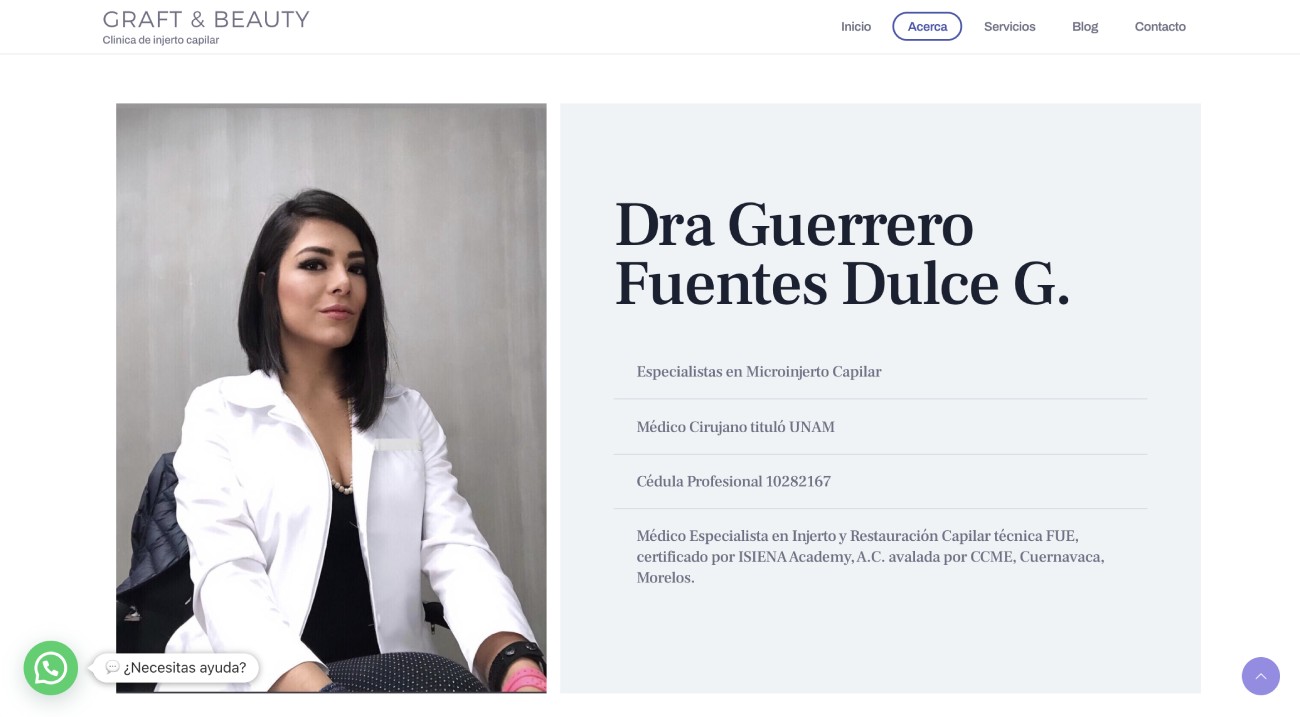 GRAFT & BEAUTY
Clinica de injerto capilar
Inicio Acerca Servicios Blog Contacto
Dra Guerrero
Fuentes Dulce G.
Especialistas en Microinjerto Capilar
Médico Cirujano tituló UNAM
Cédula Profesional 10282167
Médico Especialista en Injerto y Restauración Capilar técnica FUE,
certificado por ISIENA Academy, A.C. avalada por CCME, Cuernavaca,
Morelos.
¿Necesitas ayuda?